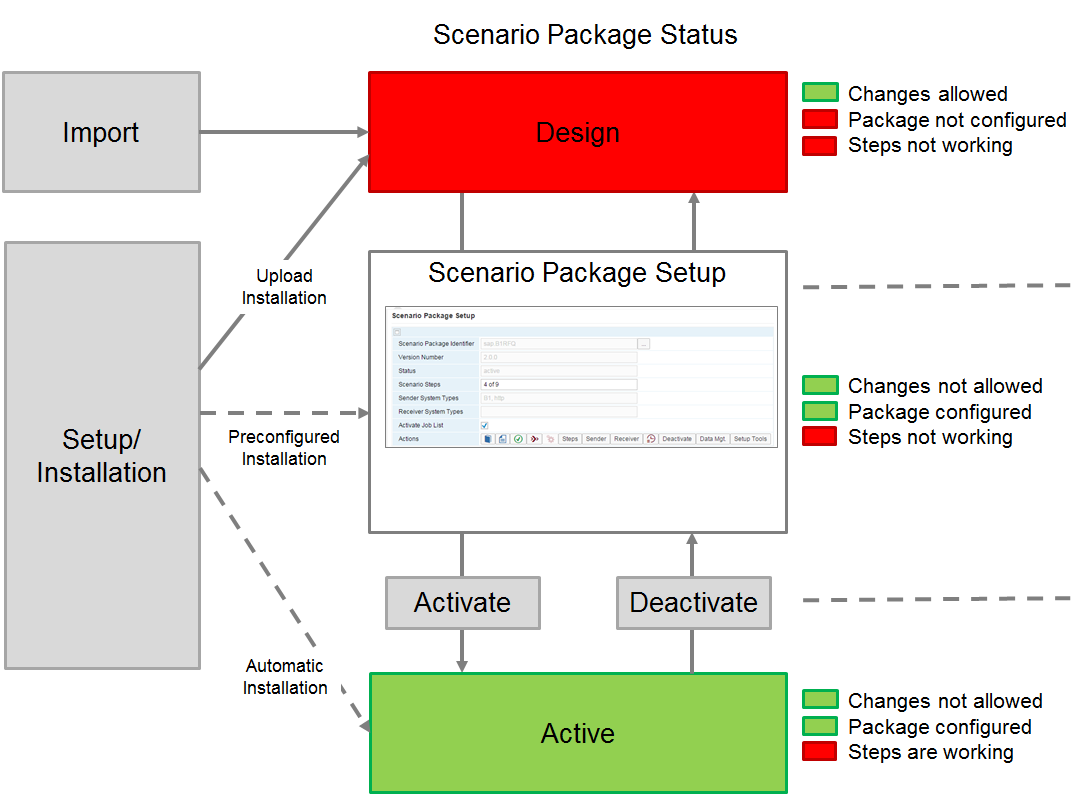 Scenario Package Status
Import
Design
Changes allowed
Package not configured
Steps not working
Upload
Installation
Scenario Package Setup
Scenario Package Setup
Scenario Package Identifier
sap.B1RFQ
...
Version Number
2.0.0
Status
active
Scenario Steps
4 of 9
Sender System Types
B1, http
Receiver System Types
Activate Job List
Actions
Steps
Sender
Receiver
Deactivate
Data Mgt.
Setup Tools
Changes not allowed
Package configured
Steps not working
Setup/
Installation
Preconfigured
Installation
Activate
Deactivate
Automatic
Installation
Active
Changes not allowed
Package configured
Steps are working